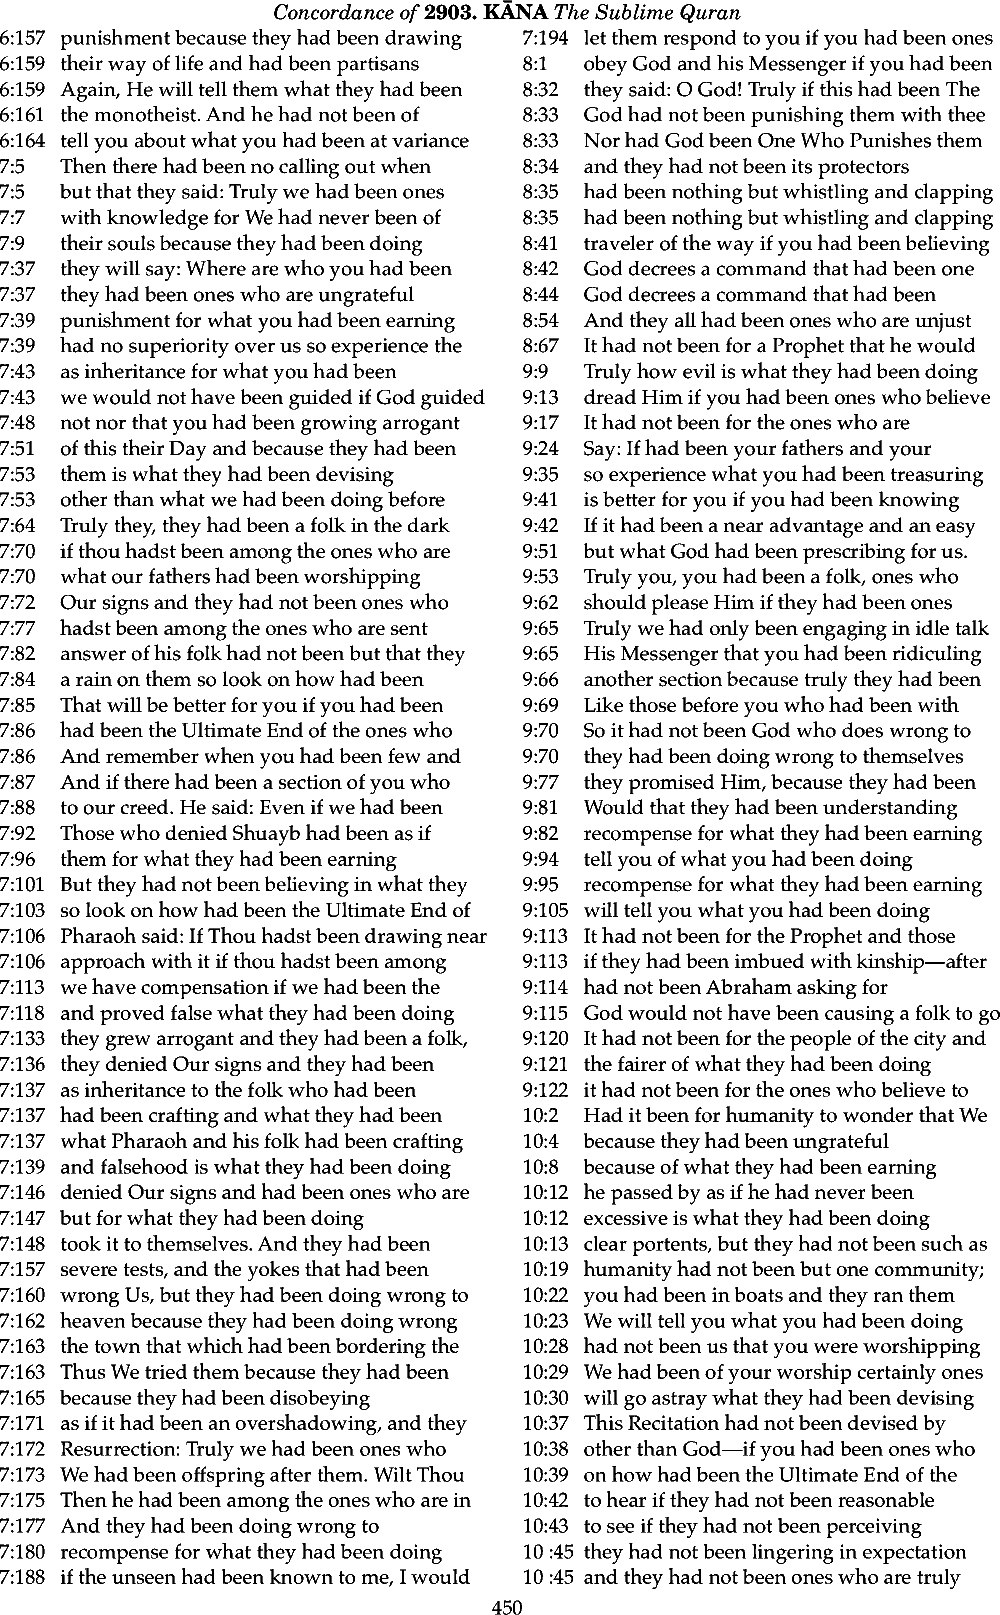 Concordance of 2903. KĀNA The Sublime Quran
6:157 punishment because they had been drawing
6:159 their way of life and had been partisans
6:159 Again, He will tell them what they had been
6:161 the monotheist. And he had not been of
6:164 tell you about what you had been at variance
7:5 Then there had been no calling out when
7:5 but that they said: Truly we had been ones
7:7 with knowledge for We had never been of
7:9 their souls because they had been doing
7:37 they will say: Where are who you had been
7:37 they had been ones who are ungrateful
7:39 punishment for what you had been earning
7:39 had no superiority over us so experience the
7:43 as inheritance for what you had been
7:43 we would not have been guided if God guided
7:48 not nor that you had been growing arrogant
7:51 of this their Day and because they had been
7:53 them is what they had been devising
7:53 other than what we had been doing before
7:64 Truly they, they had been a folk in the dark
7:70 if thou hadst been among the ones who are
7:70 what our fathers had been worshipping
7:72 Our signs and they had not been ones who
7:77 hadst been among the ones who are sent
7:82 answer of his folk had not been but that they
7:84 a rain on them so look on how had been
7:85 That will be better for you if you had been
7:86 had been the Ultimate End of the ones who
7:86 And remember when you had been few and
7:87 And if there had been a section of you who
7:88 to our creed. He said: Even if we had been
7:92 Those who denied Shuayb had been as if
7:96 them for what they had been earning
7:101 But they had not been believing in what they
7:103 so look on how had been the Ultimate End of
7:106 Pharaoh said: If Thou hadst been drawing near
7:106 approach with it if thou hadst been among
7:113 we have compensation if we had been the
7:118 and proved false what they had been doing
7:133 they grew arrogant and they had been a folk,
7:136 they denied Our signs and they had been
7:137 as inheritance to the folk who had been
7:137 had been crafting and what they had been
7:137 what Pharaoh and his folk had been crafting
7:139 and falsehood is what they had been doing
7:146 denied Our signs and had been ones who are
7:147 but for what they had been doing
7:148 took it to themselves. And they had been
7:157 severe tests, and the yokes that had been
7:160 wrong Us, but they had been doing wrong to
7:162 heaven because they had been doing wrong
7:163 the town that which had been bordering the
7:163 Thus We tried them because they had been
7:165 because they had been disobeying
7:171 as if it had been an overshadowing, and they
7:172 Resurrection: Truly we had been ones who
7:173 We had been offspring after them. Wilt Thou
7:175 Then he had been among the ones who are in
7:177 And they had been doing wrong to
7:180 recompense for what they had been doing
7:188 if the unseen had been known to me, I would
7:194 let them respond to you if you had been ones
8:1 obey God and his Messenger if you had been
8:32 they said: O God! Truly if this had been The
8:33 God had not been punishing them with thee
8:33 Nor had God been One Who Punishes them
8:34 and they had not been its protectors
8:35 had been nothing but whistling and clapping
8:35 had been nothing but whistling and clapping
8:41 traveler of the way if you had been believing
8:42 God decrees a command that had been one
8:44 God decrees a command that had been
8:54 And they all had been ones who are unjust
8:67 It had not been for a Prophet that he would
9:9 Truly how evil is what they had been doing
9:13 dread Him if you had been ones who believe
9:17 It had not been for the ones who are
9:24 Say: If had been your fathers and your
9:35 so experience what you had been treasuring
9:41 is better for you if you had been knowing
9:42 If it had been a near advantage and an easy
9:51 but what God had been prescribing for us.
9:53 Truly you, you had been a folk, ones who
9:62 should please Him if they had been ones
9:65 Truly we had only been engaging in idle talk
9:65 His Messenger that you had been ridiculing
9:66 another section because truly they had been
9:69 Like those before you who had been with
9:70 So it had not been God who does wrong to
9:70 they had been doing wrong to themselves
9:77 they promised Him, because they had been
9:81 Would that they had been understanding
9:82 recompense for what they had been earning
9:94 tell you of what you had been doing
9:95 recompense for what they had been earning
9:105 will tell you what you had been doing
9:113 It had not been for the Prophet and those
9:113 if they had been imbued with kinship—after
9:114 had not been Abraham asking for
9:115 God would not have been causing a folk to go
9:120 It had not been for the people of the city and
9:121 the fairer of what they had been doing
9:122 it had not been for the ones who believe to
10:2 Had it been for humanity to wonder that We
10:4 because they had been ungrateful
10:8 because of what they had been earning
10:12 he passed by as if he had never been
10:12 excessive is what they had been doing
10:13 clear portents, but they had not been such as
10:19 humanity had not been but one community;
10:22 you had been in boats and they ran them
10:23 We will tell you what you had been doing
10:28 had not been us that you were worshipping
10:29 We had been of your worship certainly ones
10:30 will go astray what they had been devising
10:37 This Recitation had not been devised by
10:38 other than God—if you had been ones who
10:39 on how had been the Ultimate End of the
10:42 to hear if they had not been reasonable
10:43 to see if they had not been perceiving
10 :45 they had not been lingering in expectation
10 :45 and they had not been ones who are truly
450